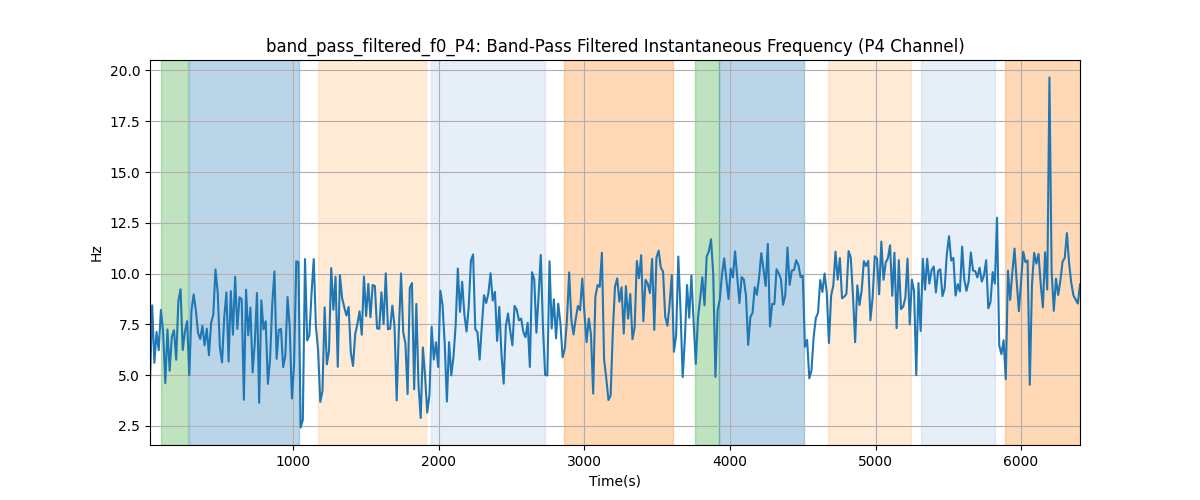 band_pass_filtered_f0_P4: Band-Pass Filtered Instantaneous Frequency (P4 Channel)
20.0
17.5
15.0
12.5
10.0
7.5
5.0
2.5
Hz
1000 2000 3000 4000 5000 6000
Time(s)